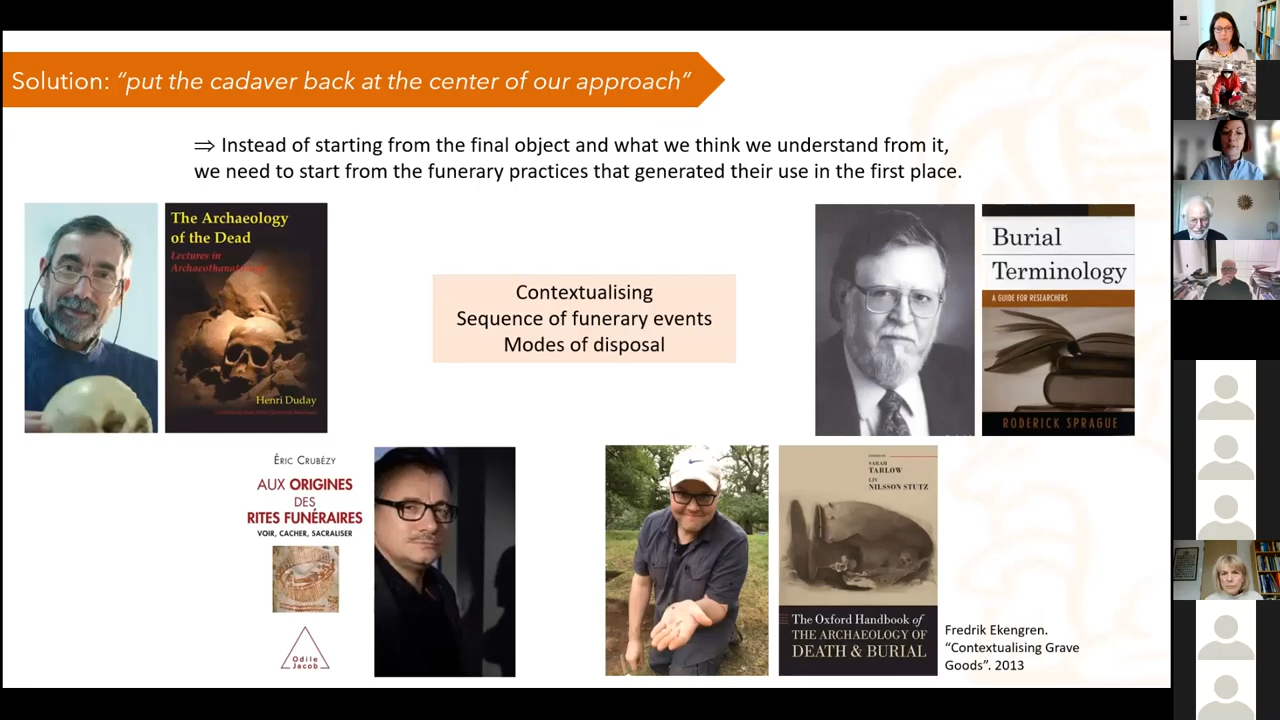 Solution: “put the cadaver back at the center of our approach”
⇒ Instead of starting from the final object and what we think we understand from it,
we need to start from the funerary practices that generated their use in the first place.
The Archaeology
of the Dead
Lectures in
Archaeothanatology
Henri Duday
Contextualising
Sequence of funerary events
Modes of disposal
Burial
Terminology
A GUIDE FOR RESEARCHERS
RODERICK SPRAGUE
ÉRIC CRUBÉZY
AUX ORIGINES
DES
RITES FUNÉRAIRES
VOIR, CACHER, SACRALISER
Odile
Jacob
SARAH
TARLOW
LIV
NILSSON STUTZ
The Oxford Handbook of
THE ARCHAEOLOGY OF
DEATH & BURIAL
Fredrik Ekengren.
“Contextualising Grave
Goods”. 2013